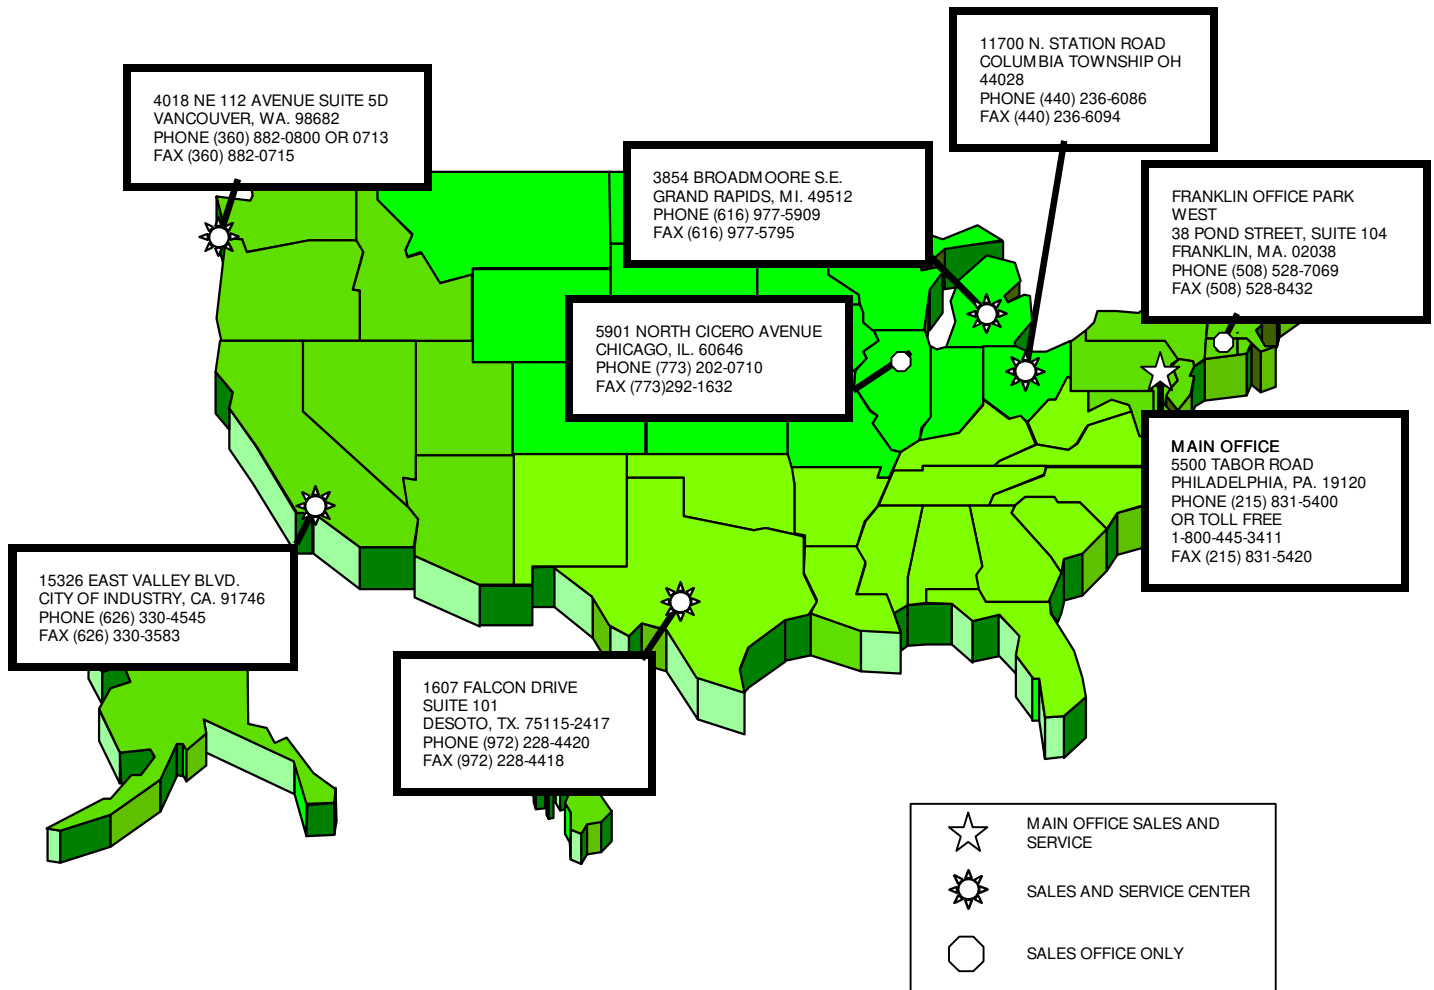 11700 N. STATION ROAD
COLUMBIA TOWNSHIP OH
44028
PHONE (440) 236-6086
FAX (440) 236-6094
4018 NE 112 AVENUE SUITE 5D
VANCOUVER, WA. 98682
PHONE (360) 882-0800 OR 0713
FAX (360) 882-0715
3854 BROADMOORE S.E.
GRAND RAPIDS, MI. 49512
PHONE (616) 977-5909
FAX (616) 977-5795
FRANKLIN OFFICE PARK
WEST
38 POND STREET, SUITE 104
FRANKLIN, MA. 02038
PHONE (508) 528-7069
FAX (508) 528-8432
5901 NORTH CICERO AVENUE
CHICAGO, IL. 60646
PHONE (773) 202-0710
FAX (773)292-1632
MAIN OFFICE
5500 TABOR ROAD
PHILADELPHIA, PA. 19120
PHONE (215) 831-5400
OR TOLL FREE
1-800-445-3411
FAX (215) 831-5420
15326 EAST VALLEY BLVD.
CITY OF INDUSTRY, CA. 91746
PHONE (626) 330-4545
FAX (626) 330-3583
1607 FALCON DRIVE
SUITE 101
DESOTO, TX. 75115-2417
PHONE (972) 228-4420
FAX (972) 228-4418
MAIN OFFICE SALES AND
SERVICE
SALES AND SERVICE CENTER
SALES OFFICE ONLY